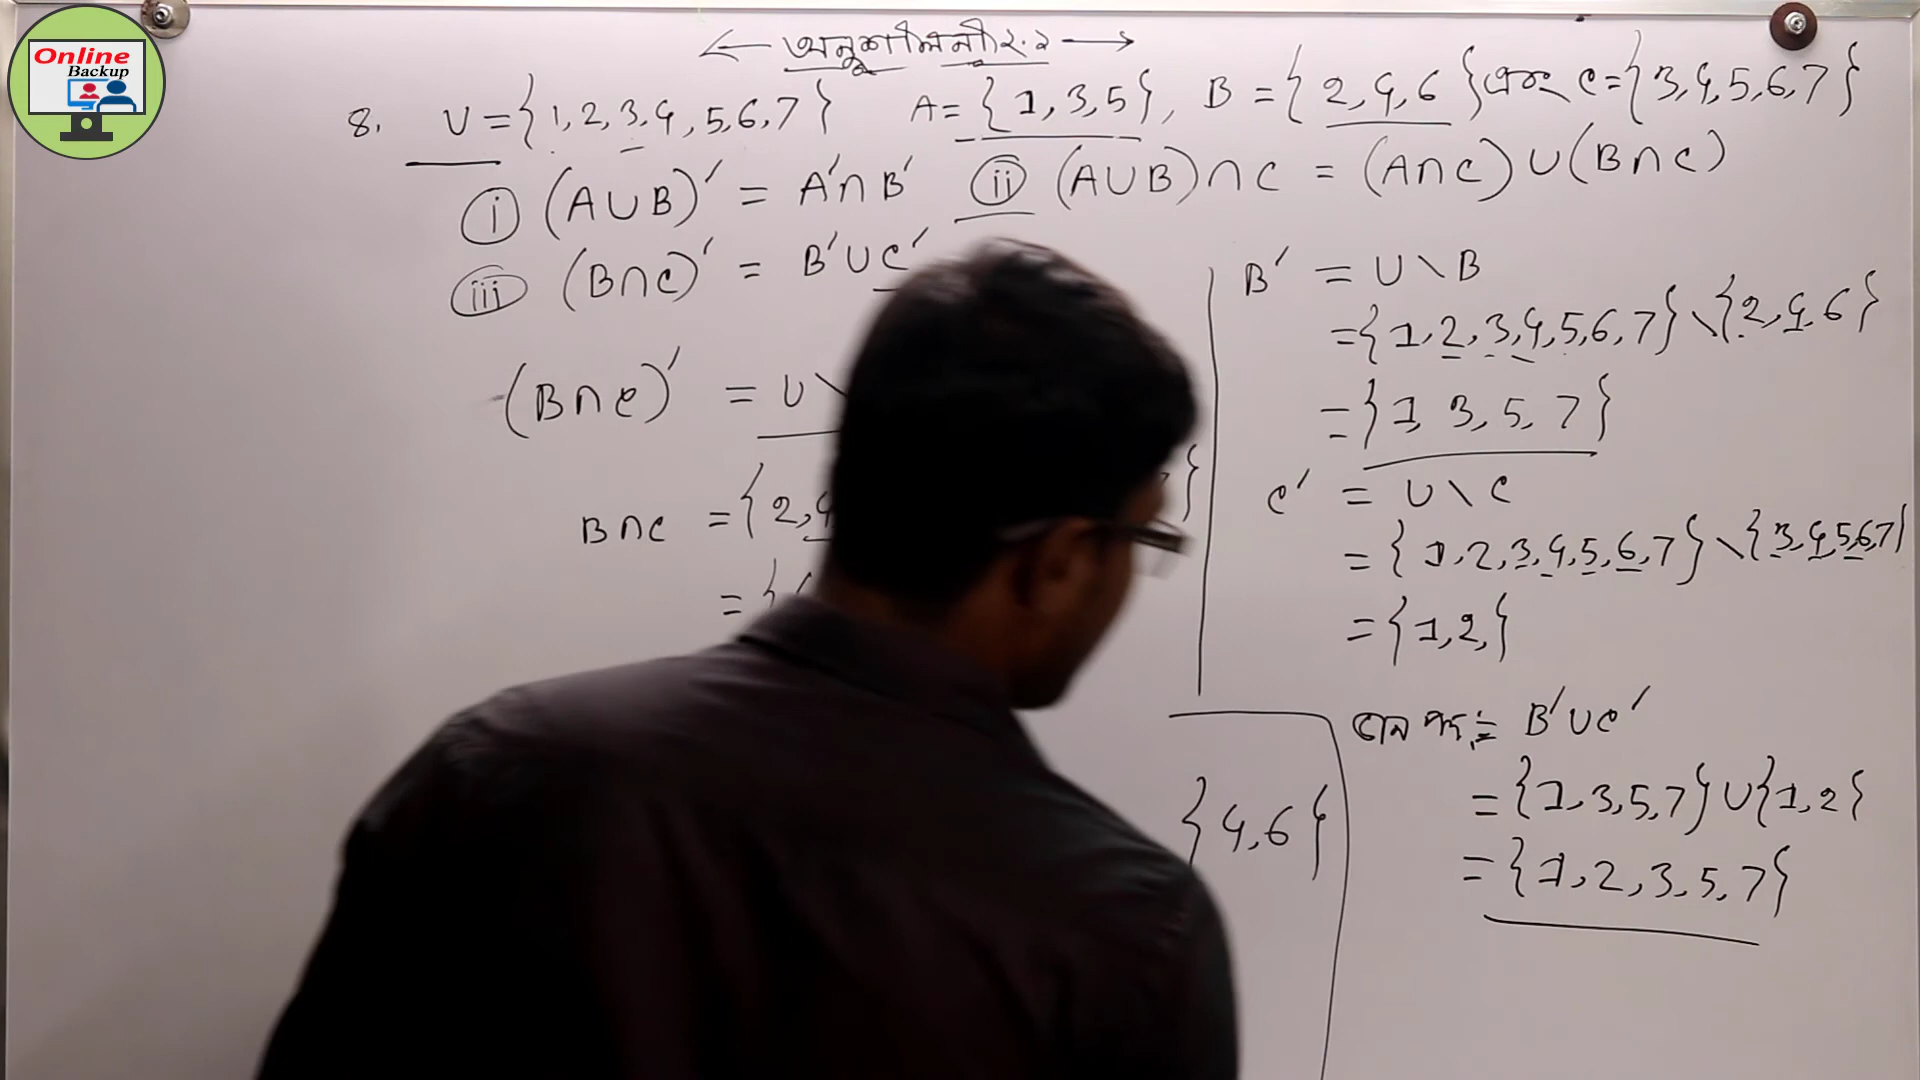 Online
Backup
অনুশীলনী ২.২
8. U = {1, 2, 3, 4, 5, 6, 7} A = {1, 3, 5}, B = {2, 4, 6} এবং C = {3, 4, 5, 6, 7}
(i) (A∪B)′ = A′∩B′ (ii) (A∪B)∩C = (A∩C)∪(B∩C)
(iii) (B∩C)′ = B′∪C′
(B∩C)′ = U∖
B∩C = {2, 4
= {
{4, 6}
B′ = U∖B
= {1, 2, 3, 4, 5, 6, 7}∖{2, 4, 6}
= {1, 3, 5, 7}
C′ = U∖C
= {1, 2, 3, 4, 5, 6, 7}∖{3, 4, 5, 6, 7}
= {1, 2,}
ডান পক্ষ = B′∪C′
= {1, 3, 5, 7}∪{1, 2}
= {1, 2, 3, 5, 7}